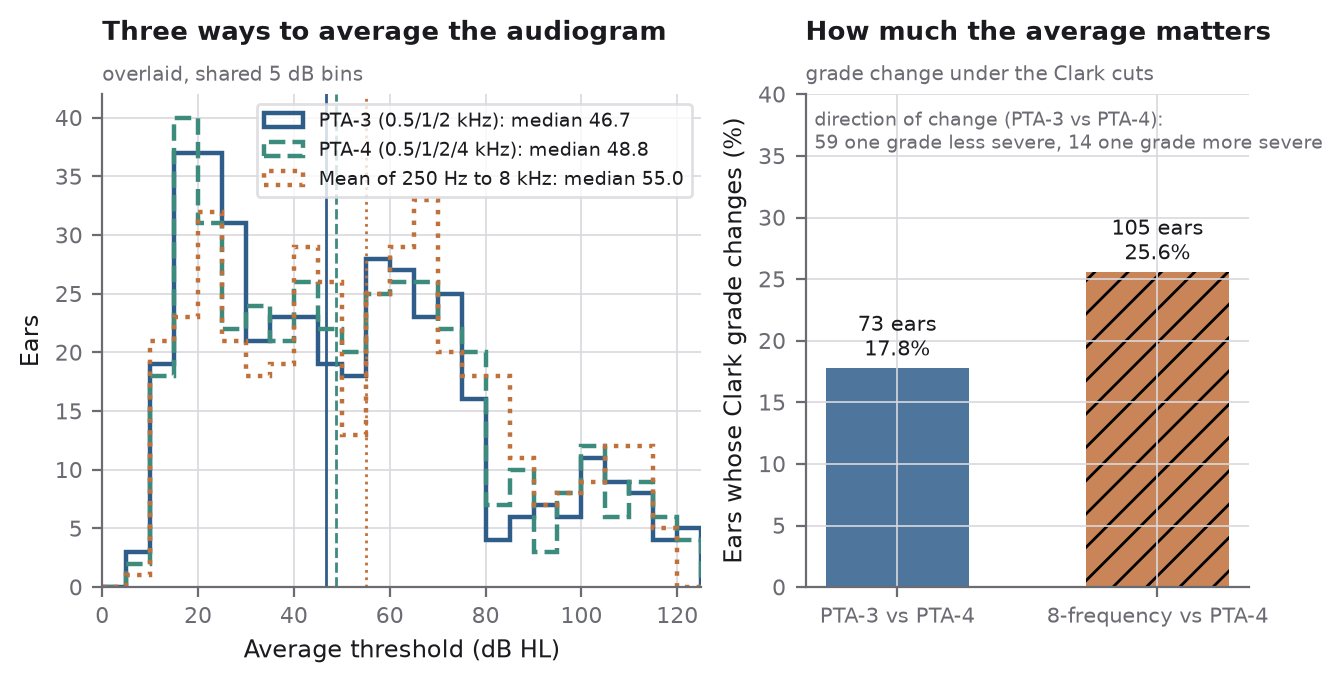 Three ways to average the audiogram
overlaid, shared 5 dB bins
PTA-3 (0.5/1/2 kHz): median 46.7
PTA-4 (0.5/1/2/4 kHz): median 48.8
Mean of 250 Hz to 8 kHz: median 55.0
Ears
40
35
30
25
20
15
10
5
0
0 20 40 60 80 100 120
Average threshold (dB HL)
How much the average matters
grade change under the Clark cuts
direction of change (PTA-3 vs PTA-4):
59 one grade less severe, 14 one grade more severe
Ears whose Clark grade changes (%)
40
35
30
25
20
15
10
5
0
73 ears
17.8%
105 ears
25.6%
PTA-3 vs PTA-4
8-frequency vs PTA-4